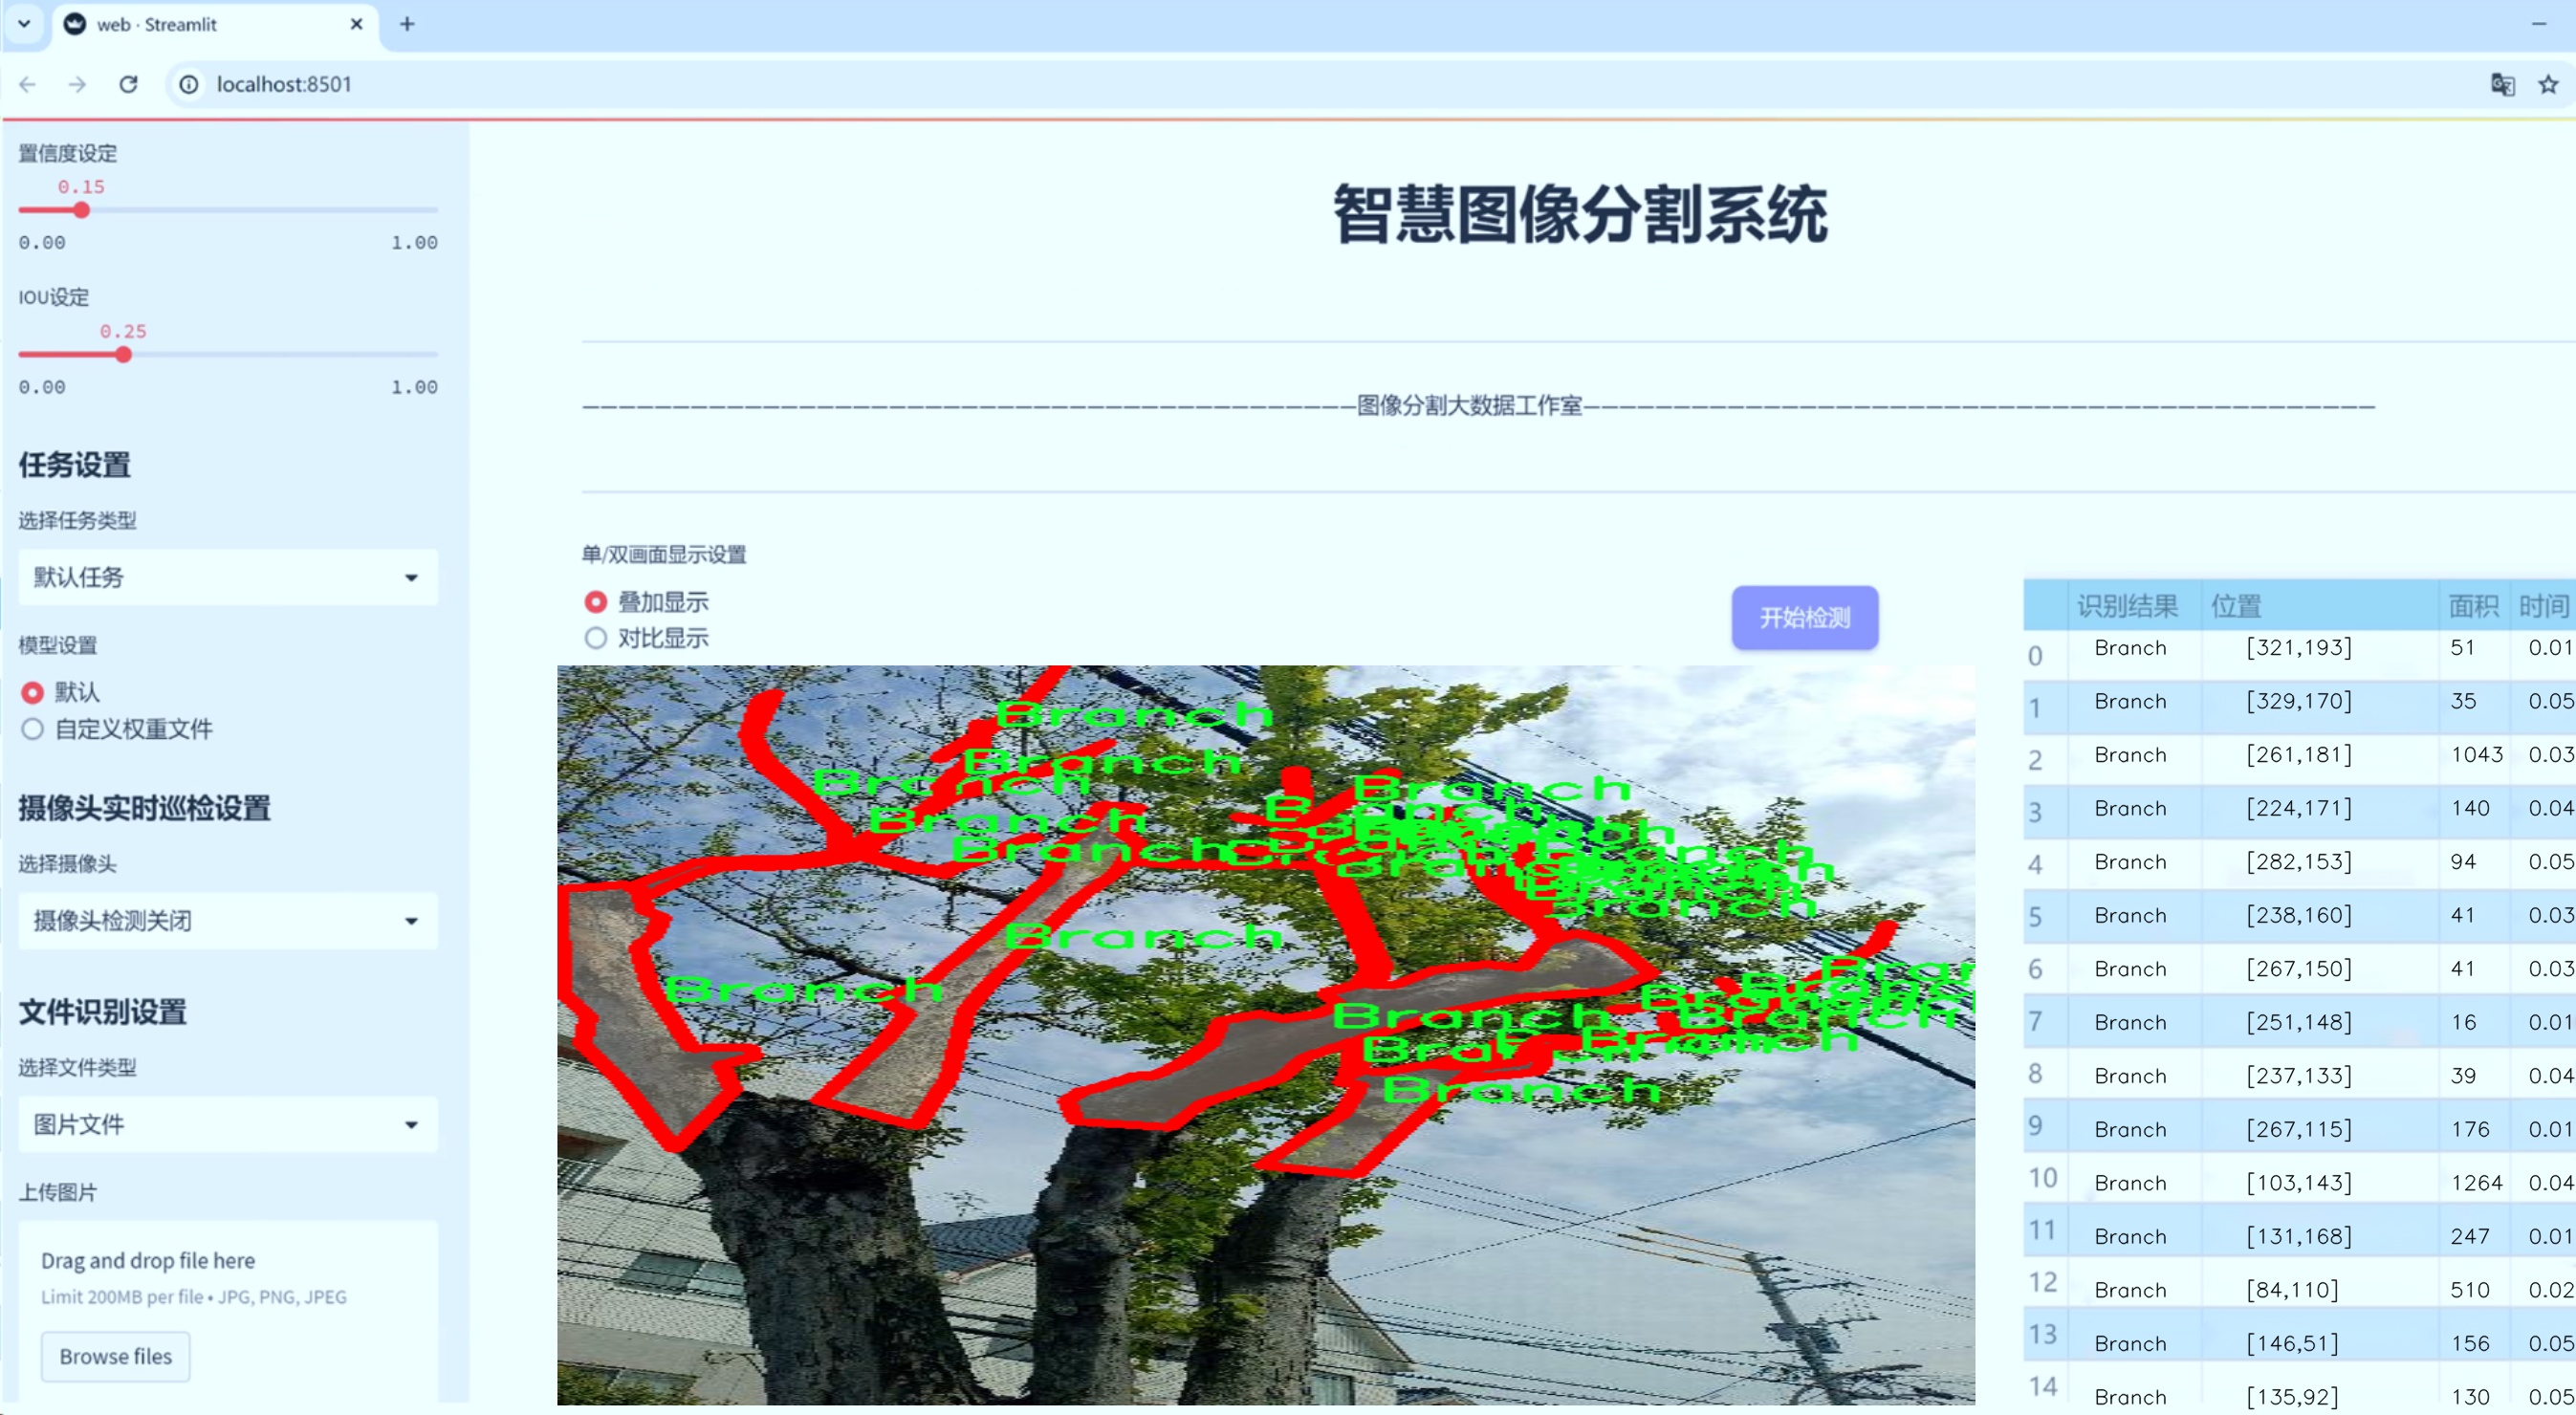 web · Streamlit
localhost:8501
置信度设定
0.15
0.00 1.00
IOU设定
0.25
0.00 1.00
任务设置
选择任务类型
默认任务
模型设置
默认
自定义权重文件
摄像头实时巡检设置
选择摄像头
摄像头检测关闭
文件识别设置
选择文件类型
图片文件
上传图片
Drag and drop file here
Limit 200MB per file • JPG, PNG, JPEG
Browse files
智慧图像分割系统
图像分割大数据工作室
单/双画面显示设置
叠加显示
对比显示
开始检测
Branch
Branch
Branch
Branch
Branch
Branch
Branch
Branch
Branch
Branch
Branch
识别结果 位置 面积 时间
0 Branch [321,193] 51 0.01
1 Branch [329,170] 35 0.05
2 Branch [261,181] 1043 0.03
3 Branch [224,171] 140 0.04
4 Branch [282,153] 94 0.05
5 Branch [238,160] 41 0.03
6 Branch [267,150] 41 0.03
7 Branch [251,148] 16 0.01
8 Branch [237,133] 39 0.04
9 Branch [267,115] 176 0.01
10 Branch [103,143] 1264 0.04
11 Branch [131,168] 247 0.01
12 Branch [84,110] 510 0.02
13 Branch [146,51] 156 0.05
14 Branch [135,92] 130 0.05